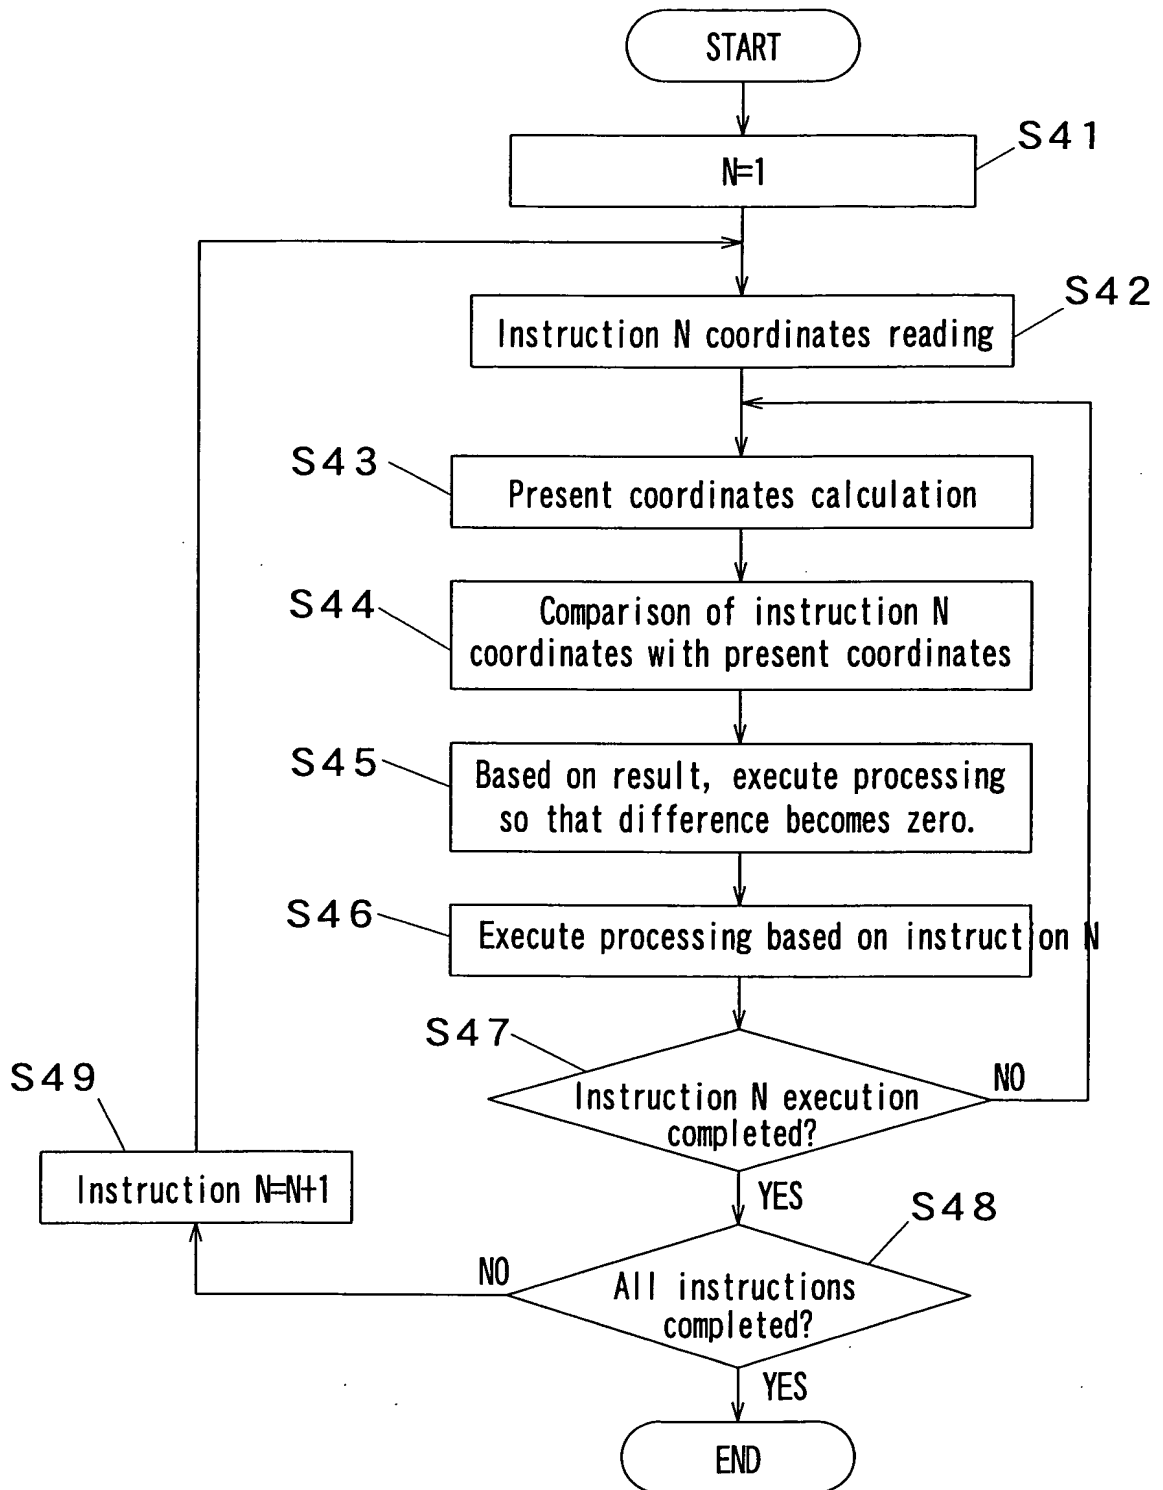 START
S41
N=1
S42
Instruction N coordinates reading
S43
Present coordinates calculation
S44
Comparison of instruction N
coordinates with present coordinates
S45
Based on result, execute processing
so that difference becomes zero.
S46
Execute processing based on instruction N
S47
Instruction N execution
completed?
NO
YES
S49
Instruction N=N+1
S48
All instructions
completed?
NO
YES
END